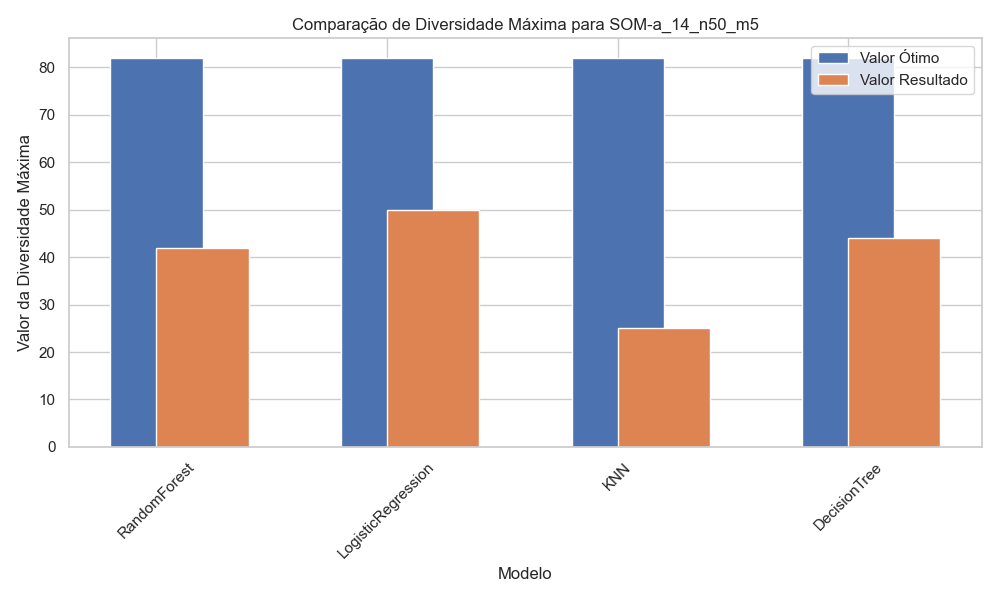 Comparação de Diversidade Máxima para SOM-a_14_n50_m5
Valor Ótimo
Valor Resultado
Valor da Diversidade Máxima
80
70
60
50
40
30
20
10
0
RandomForest
LogisticRegression
KNN
DecisionTree
Modelo